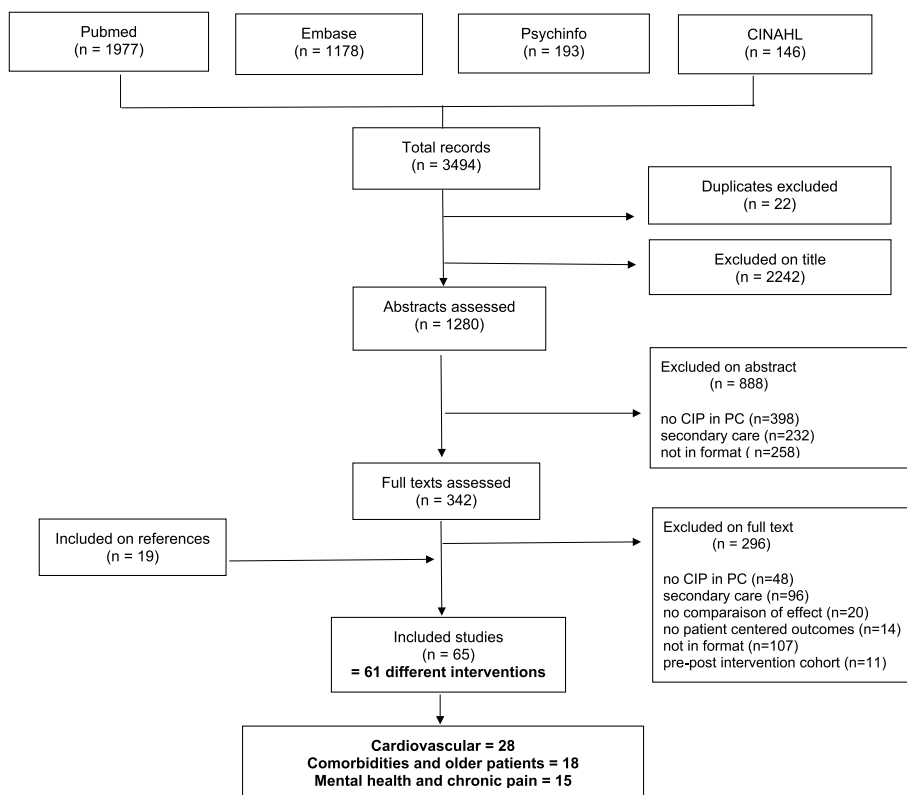 Pubmed
(n = 1977)
Embase
(n = 1178)
Psychinfo
(n = 193)
CINAHL
(n = 146)
Total records
(n = 3494)
Duplicates excluded
(n = 22)
Excluded on title
(n = 2242)
Abstracts assessed
(n = 1280)
Excluded on abstract
(n = 888)
no CIP in PC (n=398)
secondary care (n=232)
not in format ( n=258)
Full texts assessed
(n = 342)
Included on references
(n = 19)
Excluded on full text
(n = 296)
no CIP in PC (n=48)
secondary care (n=96)
no comparaison of effect (n=20)
no patient centered outcomes (n=14)
not in format (n=107)
pre-post intervention cohort (n=11)
Included studies
(n = 65)
= 61 different interventions
Cardiovascular = 28
Comorbidities and older patients = 18
Mental health and chronic pain = 15